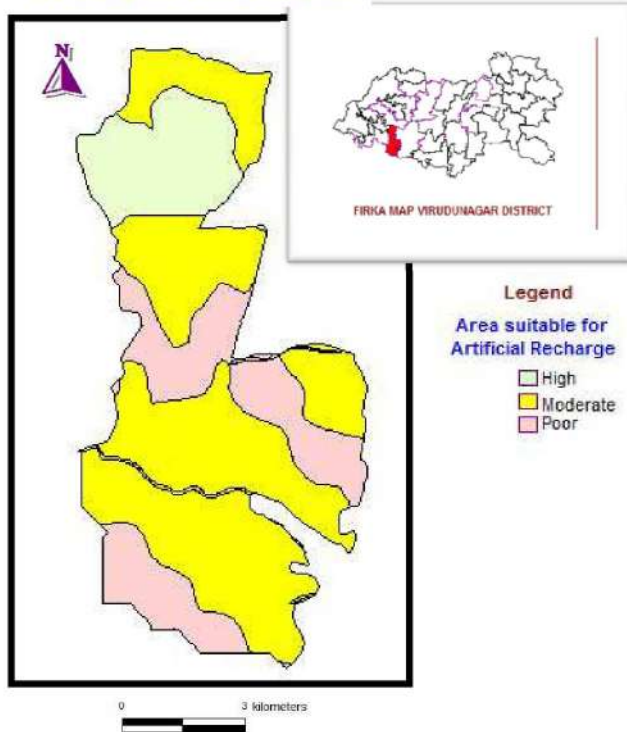 N
FIRKA MAP VIRUDUNAGAR DISTRICT
Legend
Area suitable for
Artificial Recharge
High
Moderate
Poor
0 3 kilometers